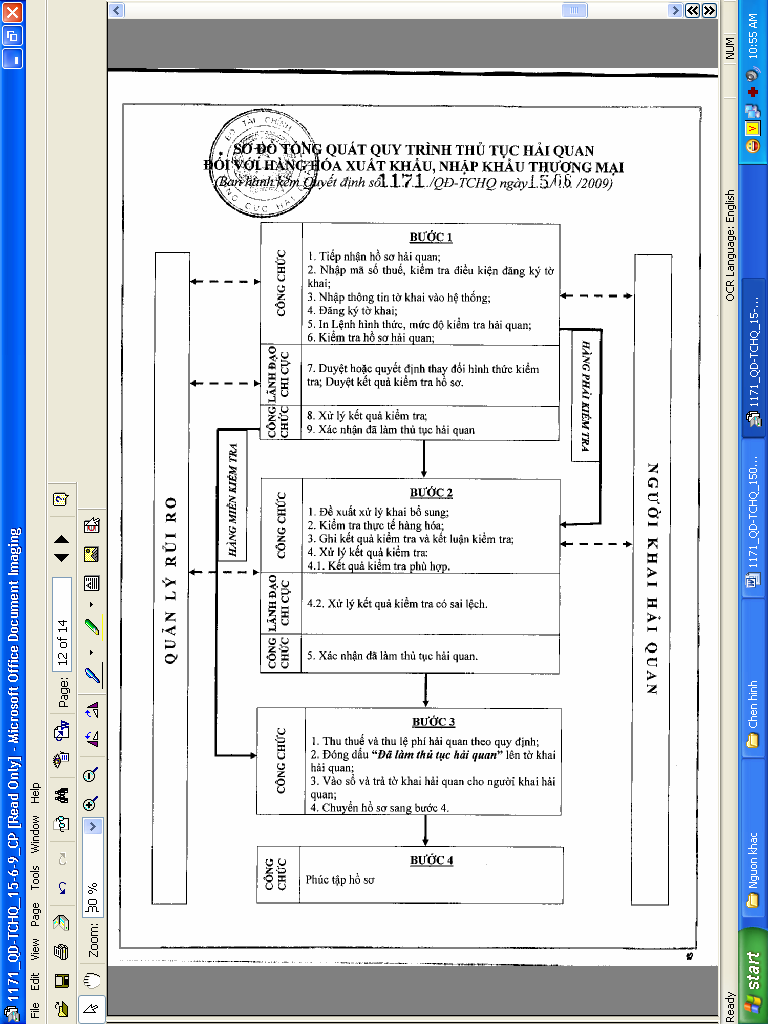 1171_QD-TCHQ_15-6-9_CP [Read Only] - Microsoft Office Document Imaging
File Edit View Page Tools Window Help
Page: 12 of 14
Zoom: 30 %
SƠ ĐỒ TỔNG QUÁT QUY TRÌNH THỦ TỤC HẢI QUAN
ĐỐI VỚI HÀNG HÓA XUẤT KHẨU, NHẬP KHẨU THƯƠNG MẠI
(Ban hành kèm Quyết định số 1171/QĐ-TCHQ ngày 15/06/2009)
QUẢN LÝ RỦI RO
NGƯỜI KHAI HẢI QUAN
HÀNG MIỄN KIỂM TRA
HÀNG PHẢI KIỂM TRA
BƯỚC 1
CÔNG CHỨC
1. Tiếp nhận hồ sơ hải quan;
2. Nhập mã số thuế, kiểm tra điều kiện đăng ký tờ
khai;
3. Nhập thông tin tờ khai vào hệ thống;
4. Đăng ký tờ khai;
5. In Lệnh hình thức, mức độ kiểm tra hải quan;
6. Kiểm tra hồ sơ hải quan;
LÃNH ĐẠO
CHI CỤC
7. Duyệt hoặc quyết định thay đổi hình thức kiểm
tra; Duyệt kết quả kiểm tra hồ sơ.
CÔNG
CHỨC
8. Xử lý kết quả kiểm tra;
9. Xác nhận đã làm thủ tục hải quan
BƯỚC 2
CÔNG CHỨC
1. Đề xuất xử lý khai bổ sung;
2. Kiểm tra thực tế hàng hóa;
3. Ghi kết quả kiểm tra và kết luận kiểm tra;
4. Xử lý kết quả kiểm tra:
4.1. Kết quả kiểm tra phù hợp.
LÃNH ĐẠO
CHI CỤC
4.2. Xử lý kết quả kiểm tra có sai lệch.
CÔNG
CHỨC
5. Xác nhận đã làm thủ tục hải quan.
BƯỚC 3
CÔNG CHỨC
1. Thu thuế và thu lệ phí hải quan theo quy định;
2. Đóng dấu “Đã làm thủ tục hải quan” lên tờ khai
hải quan;
3. Vào sổ và trả tờ khai hải quan cho người khai hải
quan;
4. Chuyển hồ sơ sang bước 4.
BƯỚC 4
CÔNG
CHỨC
Phúc tập hồ sơ
Ready
OCR Language: English
NUM
start
Nguon khac
Chen hinh
1171_QD_TCHQ_150...
1171_QD-TCHQ_15-...
10:55 AM